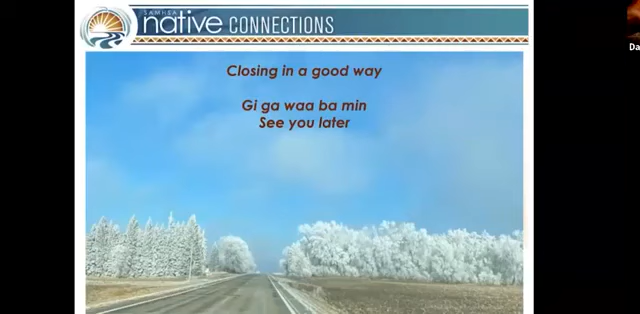 SAMHSA
native CONNECTIONS
Closing in a good way
Gi ga waa ba min
See you later
Da